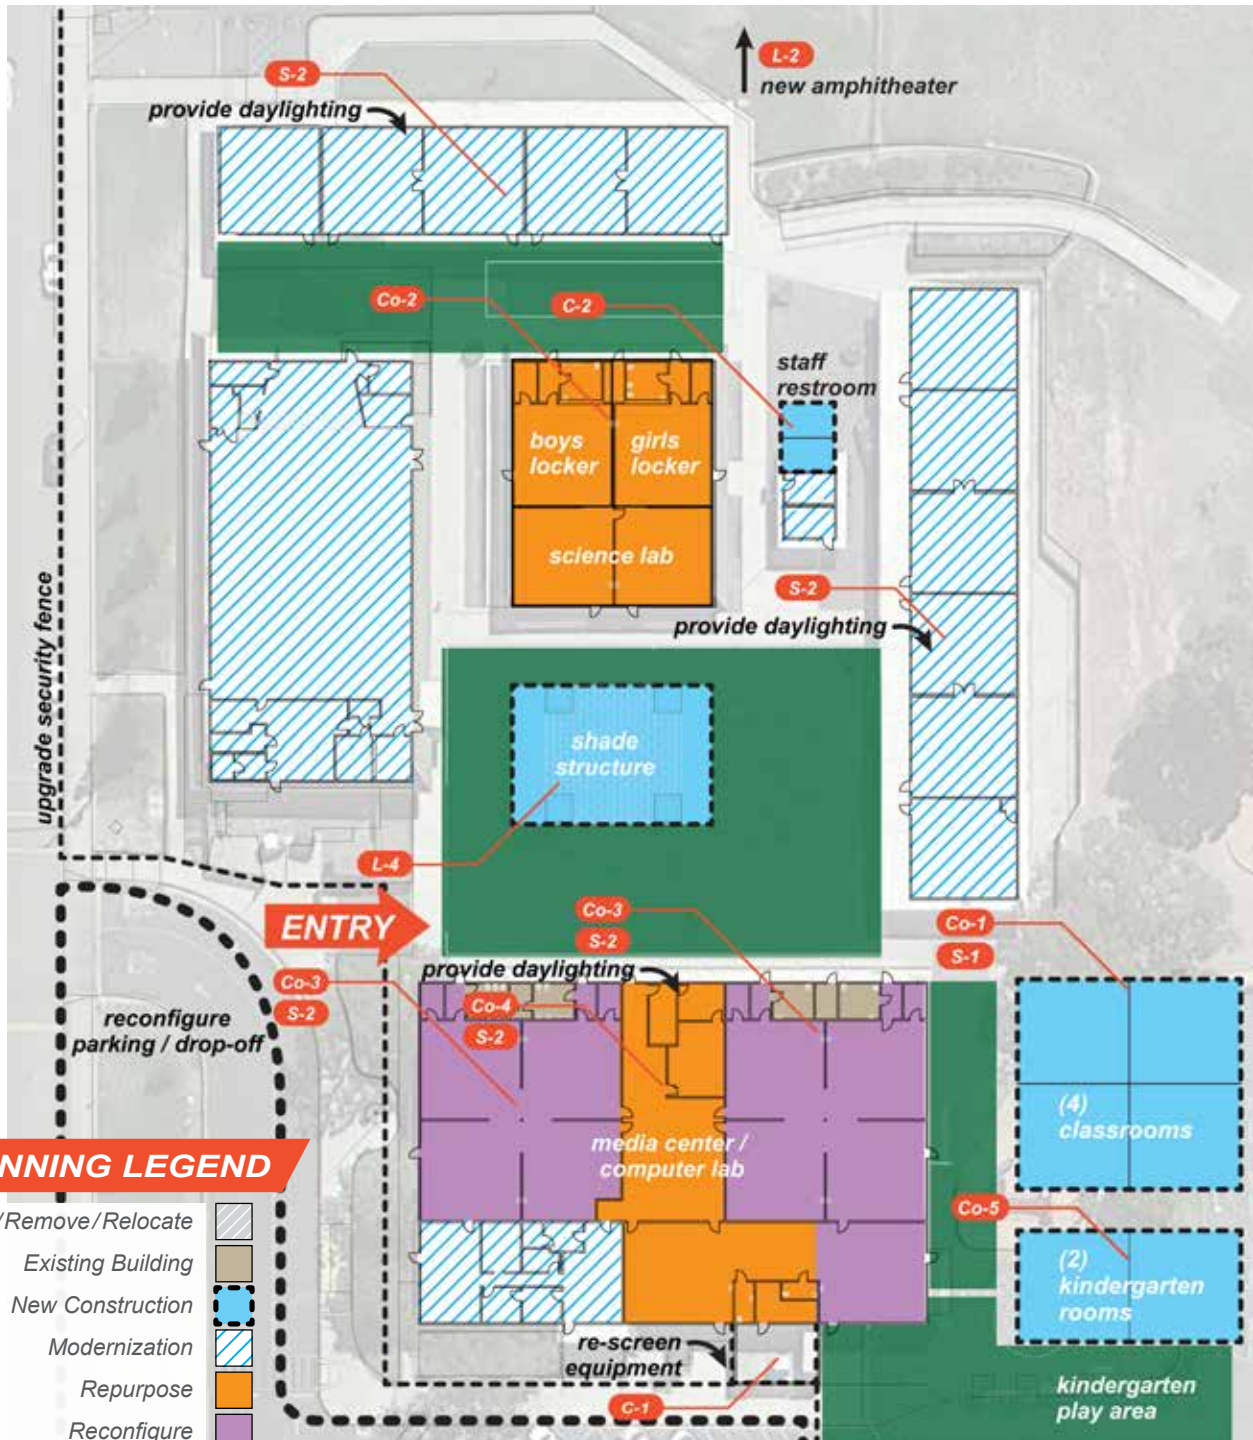 L-2
new amphitheater
S-2
provide daylighting
Co-2
C-2
staff
restroom
boys
locker
girls
locker
science lab
S-2
provide daylighting
upgrade security fence
shade
structure
L-4
ENTRY
Co-3
S-2
Co-1
S-1
provide daylighting
Co-3
S-2
Co-4
S-2
reconfigure
parking / drop-off
(4)
classrooms
media center /
computer lab
Co-5
(2)
kindergarten
rooms
re-screen
equipment
C-1
kindergarten
play area
NNING LEGEND
/Remove/Relocate
Existing Building
New Construction
Modernization
Repurpose
Reconfigure